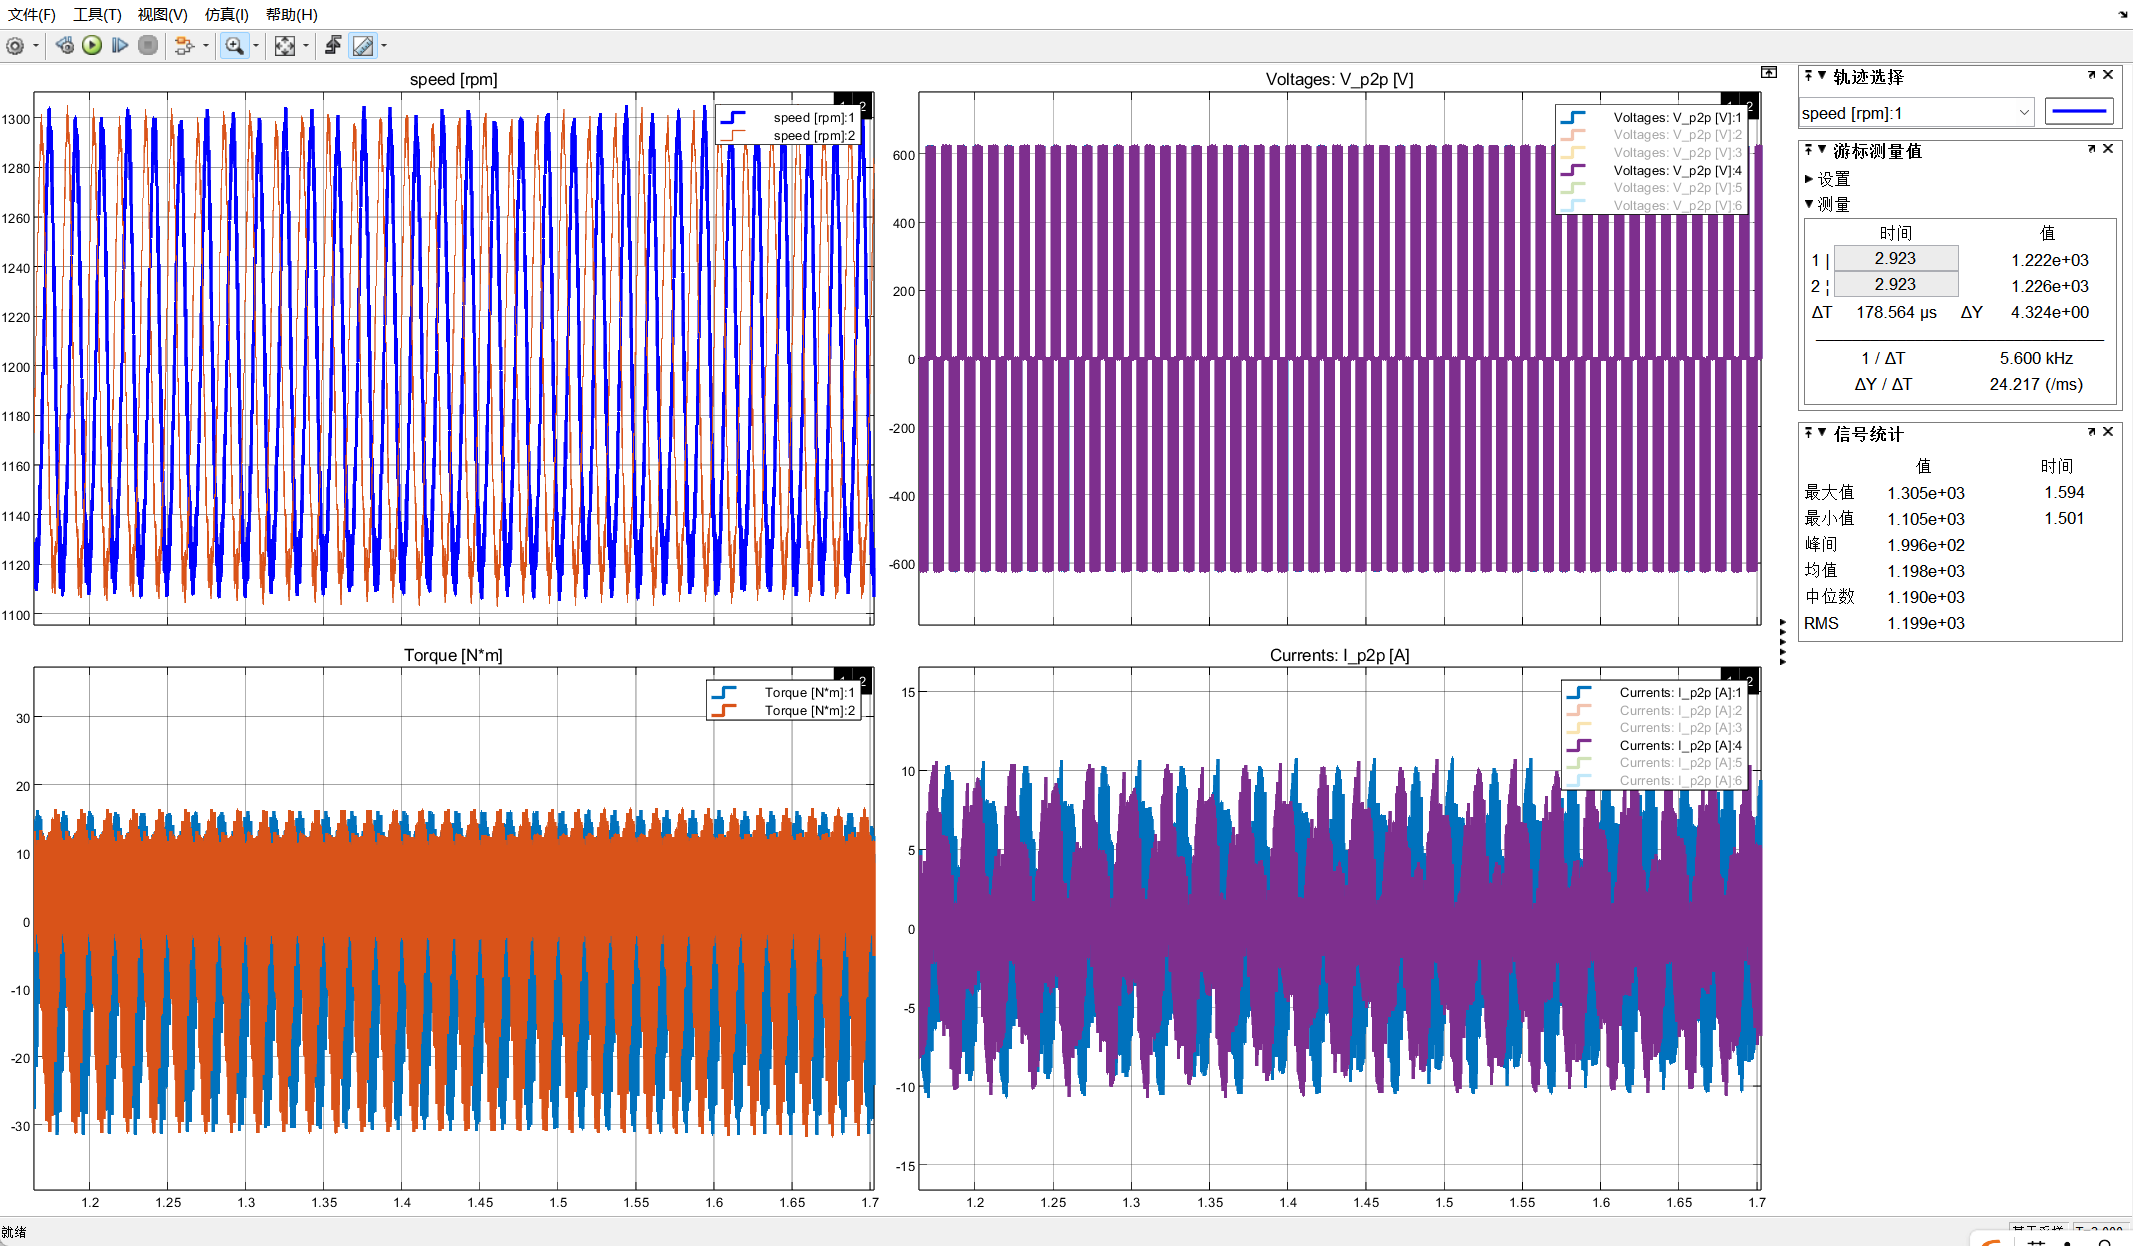 文件(F) 工具(T) 视图(V) 仿真(I) 帮助(H)
speed [rpm]
1300
1280
1260
1240
1220
1200
1180
1160
1140
1120
1100
speed [rpm]:1
speed [rpm]:2
2
Voltages: V_p2p [V]
600
400
200
0
-200
-400
-600
Voltages: V_p2p [V]:1
Voltages: V_p2p [V]:2
Voltages: V_p2p [V]:3
Voltages: V_p2p [V]:4
Voltages: V_p2p [V]:5
Voltages: V_p2p [V]:6
2
Torque [N*m]
30
20
10
0
-10
-20
-30
Torque [N*m]:1
Torque [N*m]:2
2
1.2 1.25 1.3 1.35 1.4 1.45 1.5 1.55 1.6 1.65 1.7
Currents: I_p2p [A]
15
10
5
0
-5
-10
-15
Currents: I_p2p [A]:1
Currents: I_p2p [A]:2
Currents: I_p2p [A]:3
Currents: I_p2p [A]:4
Currents: I_p2p [A]:5
Currents: I_p2p [A]:6
2
1.2 1.25 1.3 1.35 1.4 1.45 1.5 1.55 1.6 1.65 1.7
轨迹选择
speed [rpm]:1
游标测量值
设置
测量
时间 值
1 | 2.923 1.222e+03
2 ¦ 2.923 1.226e+03
ΔT 178.564 µs ΔY 4.324e+00
1 / ΔT 5.600 kHz
ΔY / ΔT 24.217 (/ms)
信号统计
值 时间
最大值 1.305e+03 1.594
最小值 1.105e+03 1.501
峰间 1.996e+02
均值 1.198e+03
中位数 1.190e+03
RMS 1.199e+03
就绪